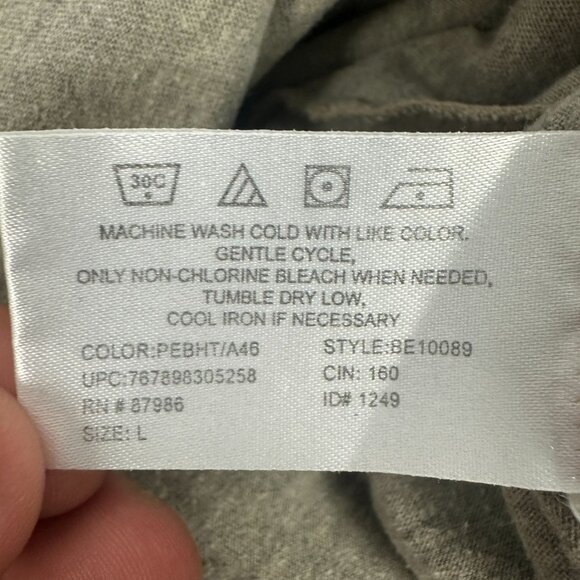 30C
MACHINE WASH COLD WITH LIKE COLOR.
GENTLE CYCLE,
ONLY NON-CHLORINE BLEACH WHEN NEEDED,
TUMBLE DRY LOW,
COOL IRON IF NECESSARY
COLOR:PEBHT/A46 STYLE:BE10089
UPC:767898305258 CIN: 160
RN # 87986 ID# 1249
SIZE: L